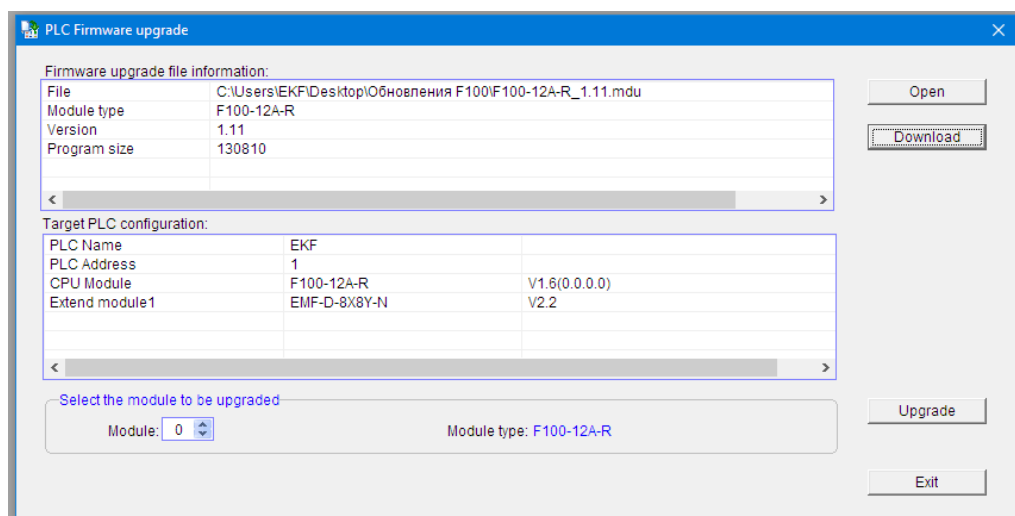 PLC Firmware upgrade
Firmware upgrade file information:
File C:\Users\EKF\Desktop\Обновления F100\F100-12A-R_1.11.mdu
Open
Module type F100-12A-R
Version 1.11
Download
Program size 130810
Target PLC configuration:
PLC Name EKF
PLC Address 1
CPU Module F100-12A-R V1.6(0.0.0.0)
Extend module1 EMF-D-8X8Y-N V2.2
Select the module to be upgraded
Upgrade
Module: 0 Module type: F100-12A-R
Exit